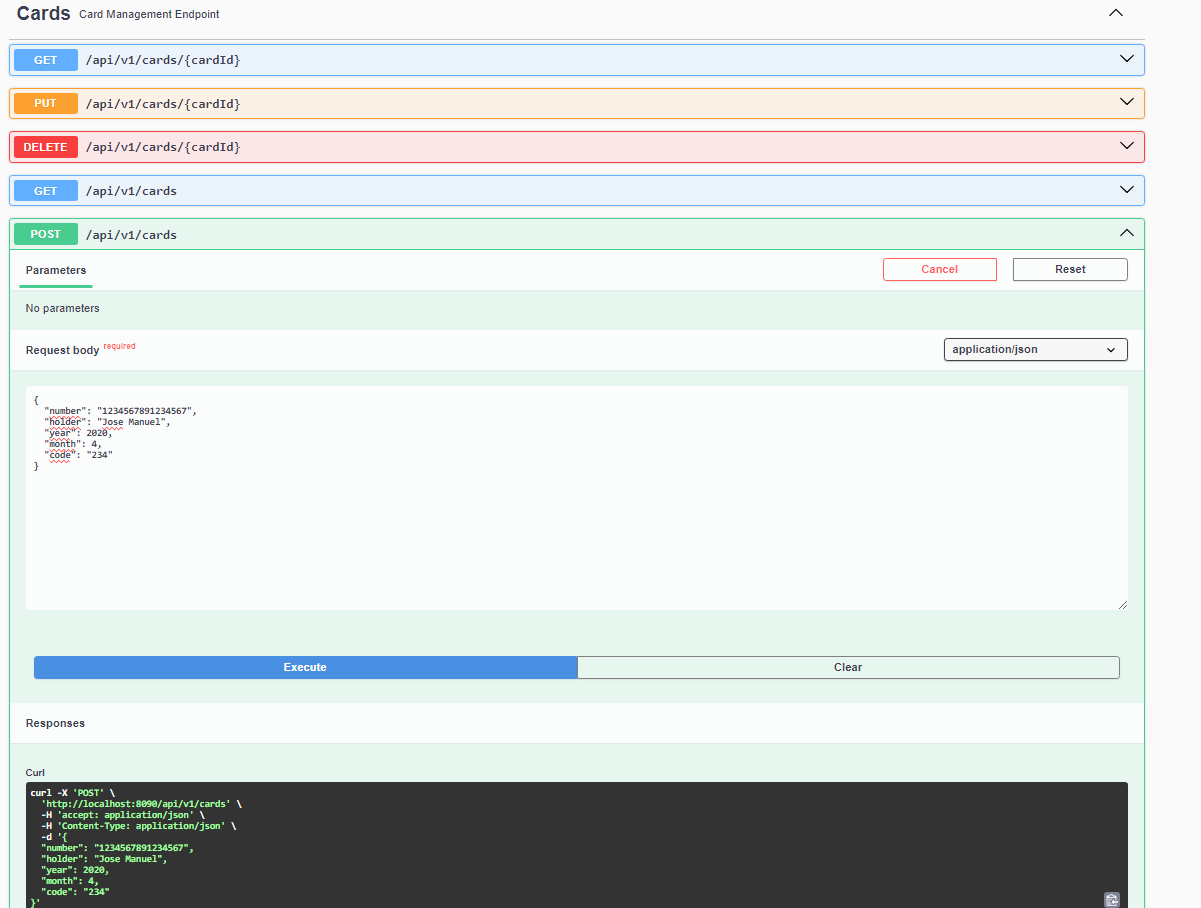 Cards Card Management Endpoint
GET /api/v1/cards/{cardId}
PUT /api/v1/cards/{cardId}
DELETE /api/v1/cards/{cardId}
GET /api/v1/cards
POST /api/v1/cards
Parameters Cancel Reset
No parameters
Request body required application/json
{
"number": "1234567891234567",
"holder": "Jose Manuel",
"year": 2020,
"month": 4,
"code": "234"
}
Execute Clear
Responses
Curl
curl -X 'POST' \
'http://localhost:8090/api/v1/cards' \
-H 'accept: application/json' \
-H 'Content-Type: application/json' \
-d '{
"number": "1234567891234567",
"holder": "Jose Manuel",
"year": 2020,
"month": 4,
"code": "234"
}'